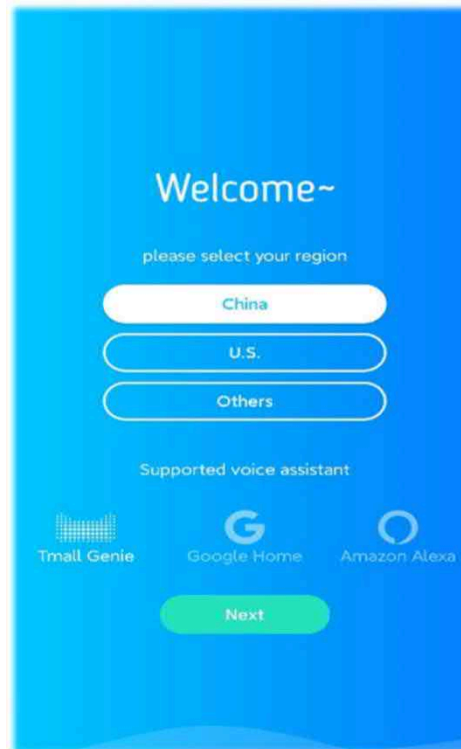 Welcome~
please select your region
China
U.S.
Others
Supported voice assistant
Tmall Genie
Google Home
Amazon Alexa
Next